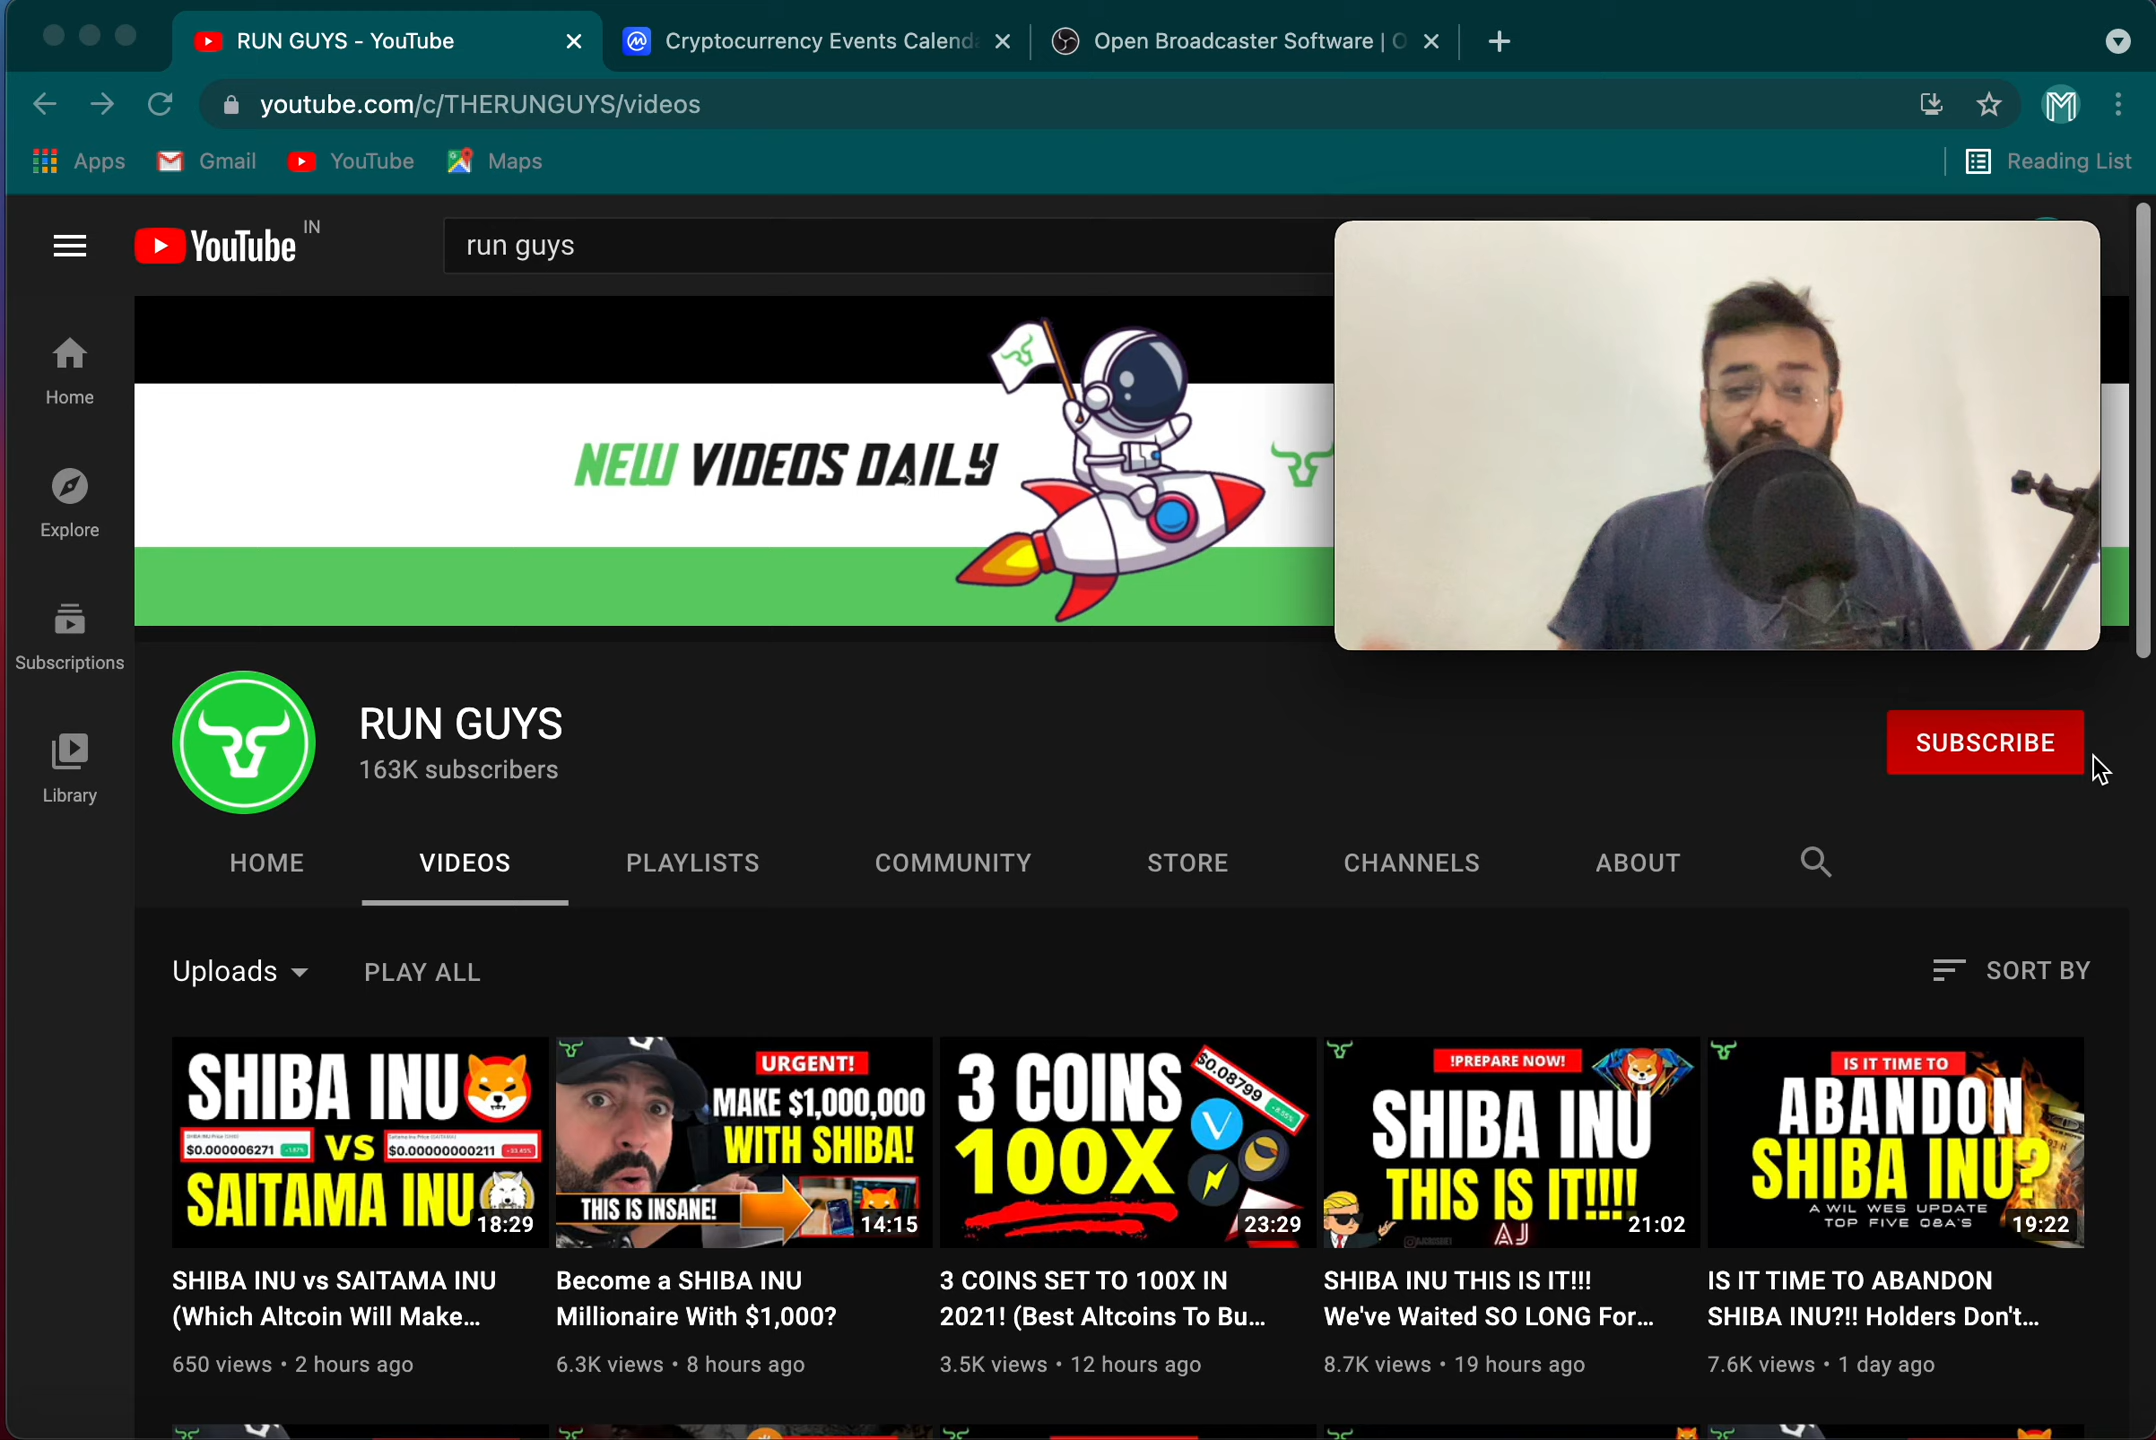 RUN GUYS - YouTube
Cryptocurrency Events Calend
Open Broadcaster Software | O
youtube.com/c/THERUNGUYS/videos
Apps
Gmail
YouTube
Maps
Reading List
YouTube IN
run guys
Home
Explore
Subscriptions
Library
NEW VIDEOS DAILY
RUN GUYS
163K subscribers
SUBSCRIBE
HOME
VIDEOS
PLAYLISTS
COMMUNITY
STORE
CHANNELS
ABOUT
Uploads
PLAY ALL
SORT BY
SHIBA INU
$0.000006271
VS
$0.00000000211
SAITAMA INU
18:29
SHIBA INU vs SAITAMA INU
(Which Altcoin Will Make...
650 views • 2 hours ago
URGENT!
MAKE $1,000,000
WITH SHIBA!
THIS IS INSANE!
14:15
Become a SHIBA INU
Millionaire With $1,000?
6.3K views • 8 hours ago
3 COINS
100X
$0.08799
23:29
3 COINS SET TO 100X IN
2021! (Best Altcoins To Bu...
3.5K views • 12 hours ago
!PREPARE NOW!
SHIBA INU
THIS IS IT!!!!
AJ
21:02
SHIBA INU THIS IS IT!!!
We've Waited SO LONG For...
8.7K views • 19 hours ago
IS IT TIME TO
ABANDON
SHIBA INU?
A WIL WES UPDATE
TOP FIVE Q&A'S
19:22
IS IT TIME TO ABANDON
SHIBA INU?!! Holders Don't...
7.6K views • 1 day ago